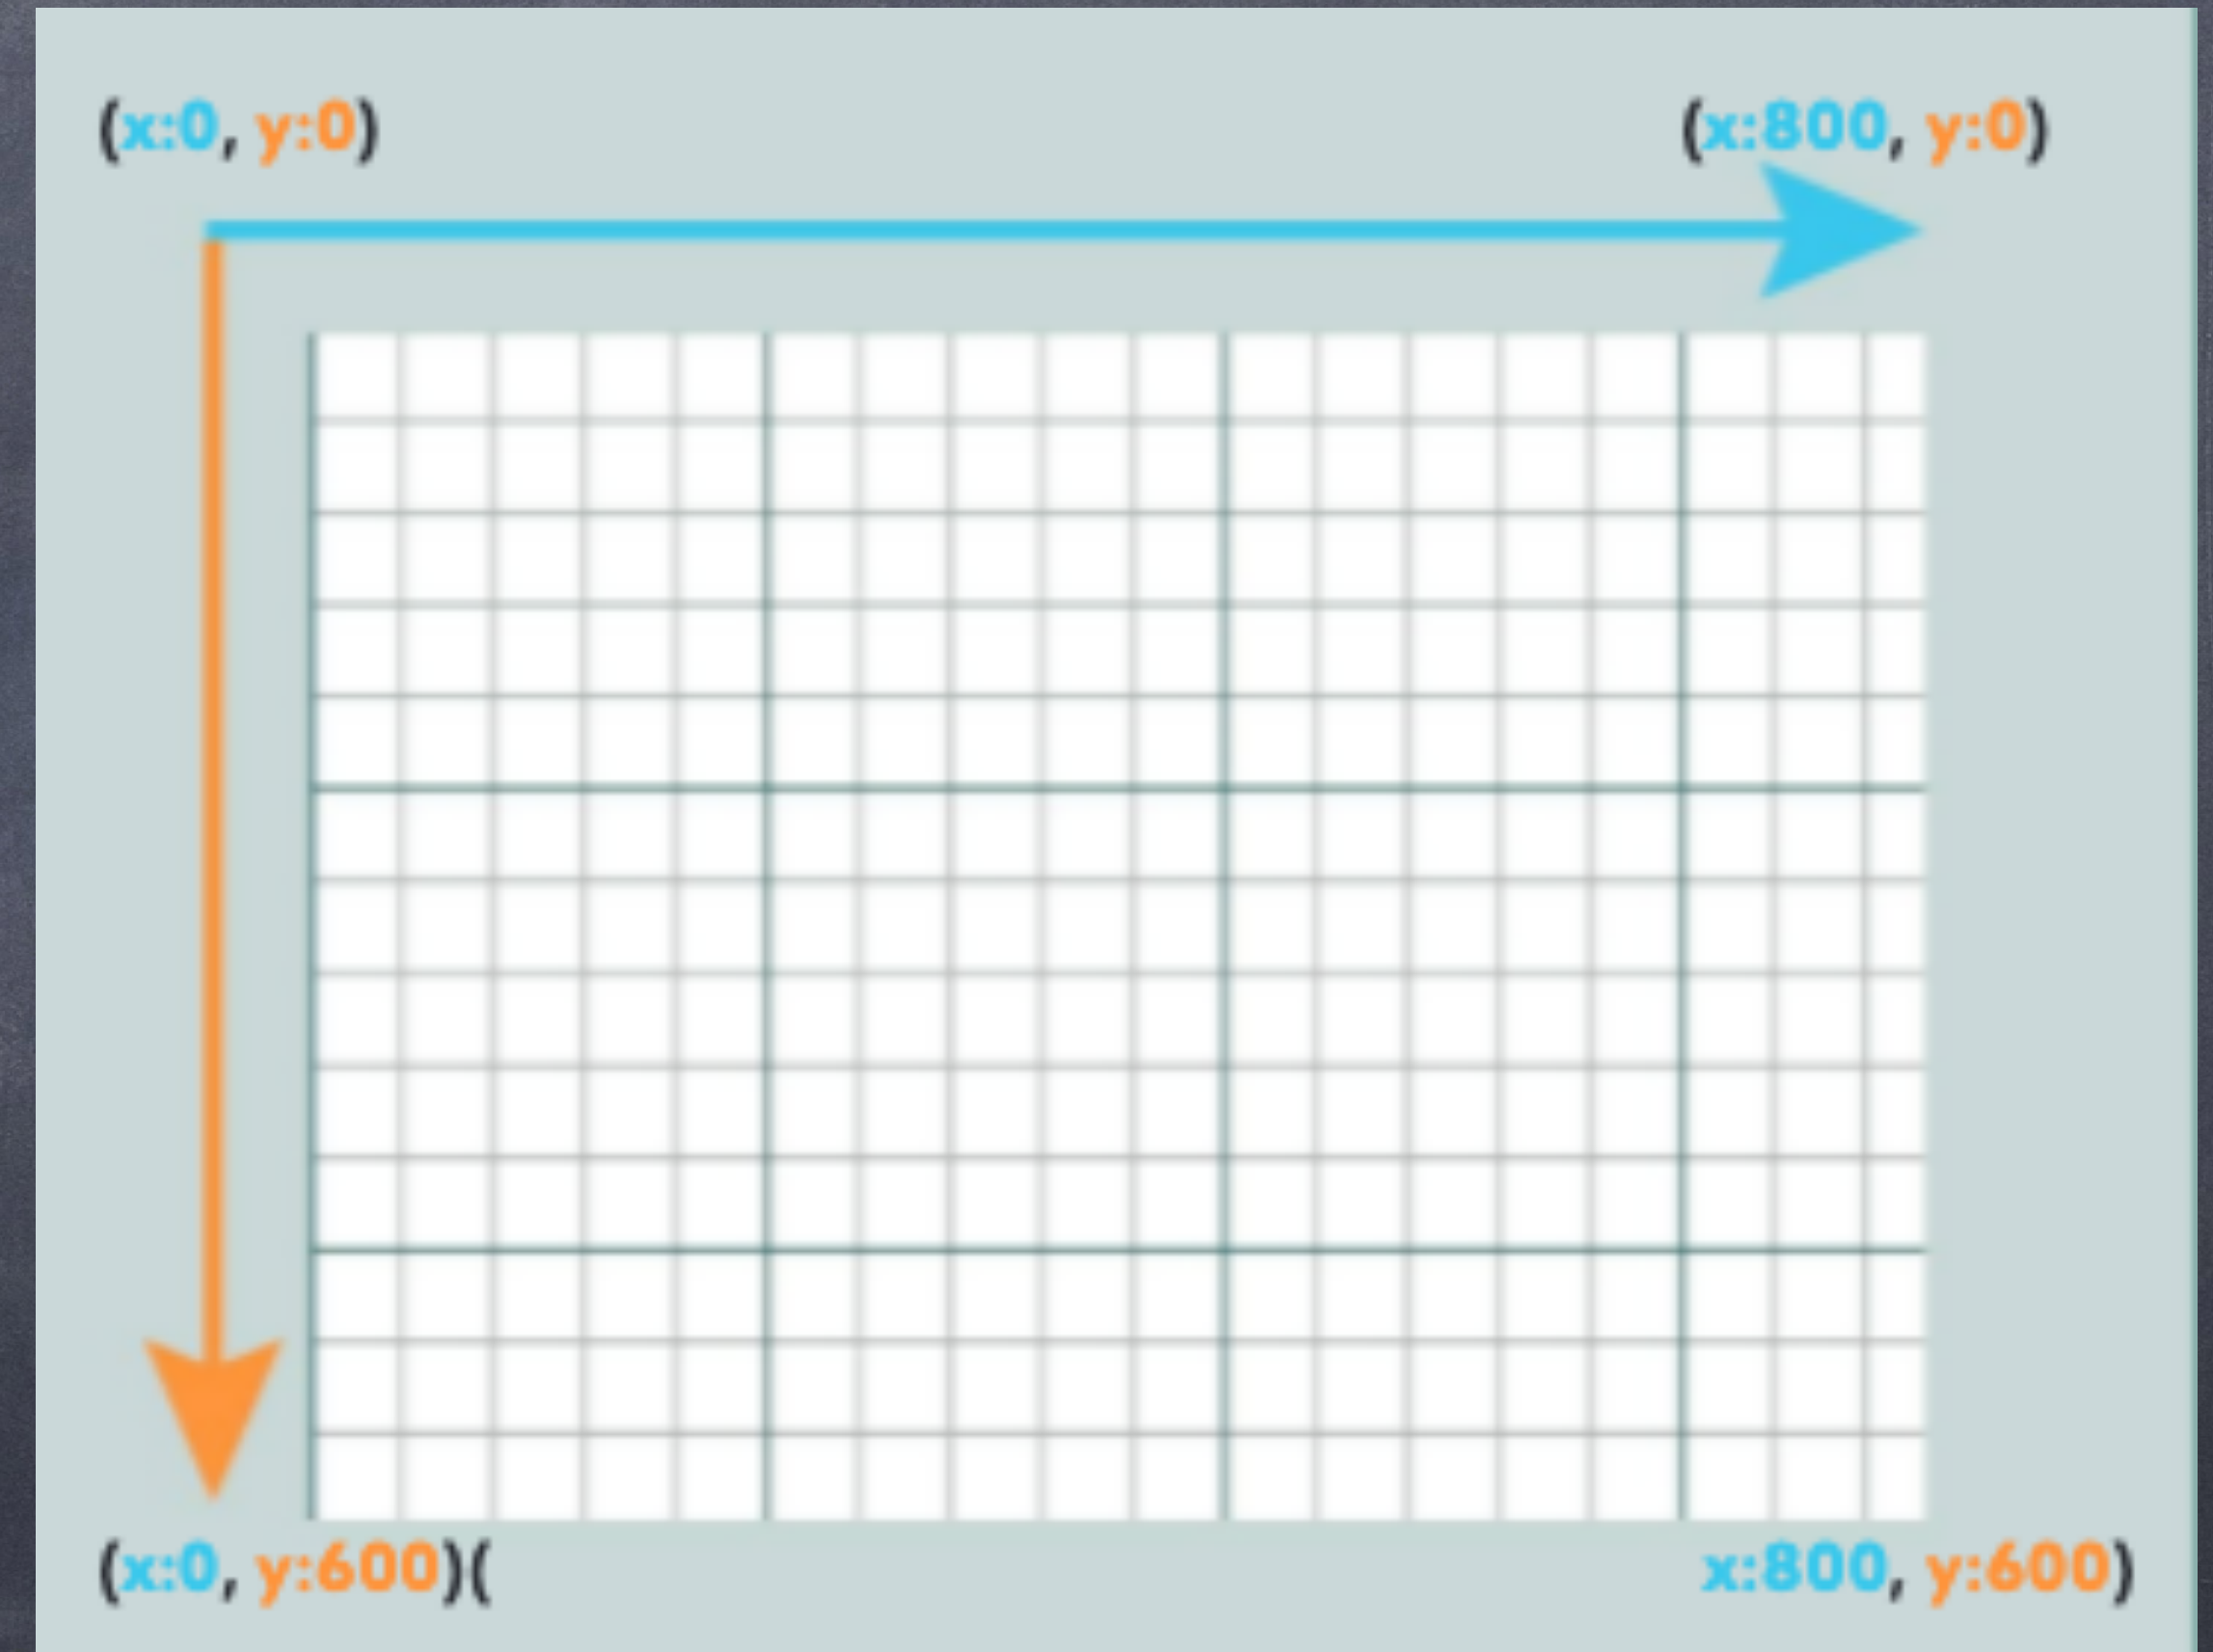 (x:0, y:0) (x:800, y:0)
(x:0, y:600)( x:800, y:600)